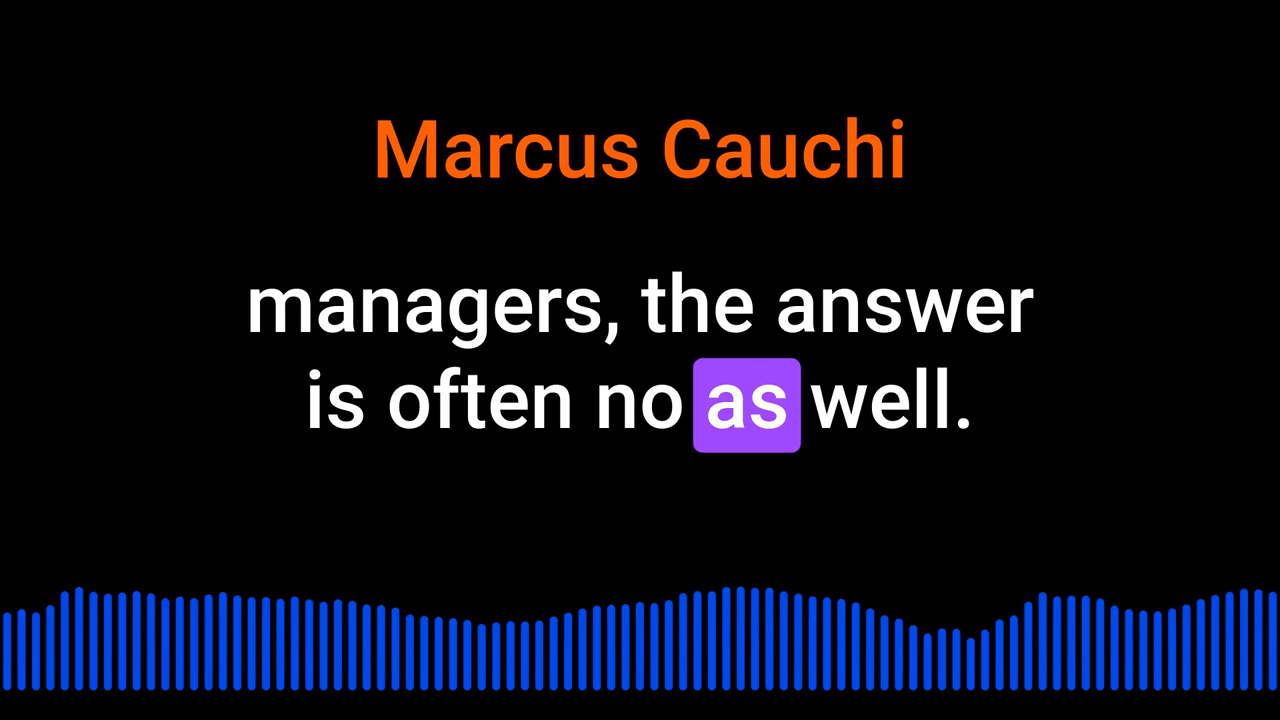 Marcus Cauchi
managers, the answer
is often no as well.